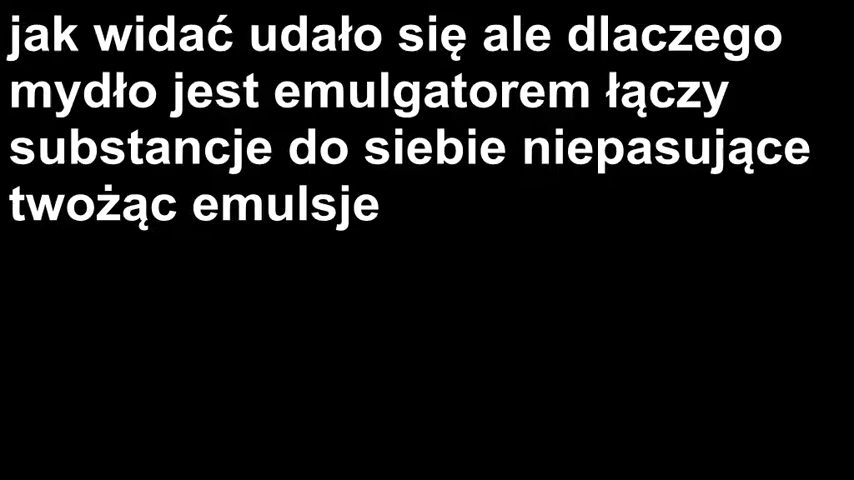 jak widać udało się ale dlaczego
mydło jest emulgatorem łączy
substancje do siebie niepasujące
twożąc emulsje